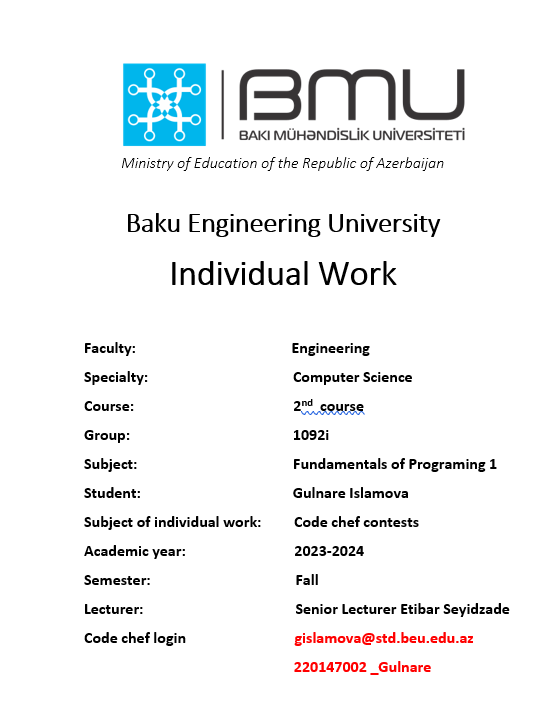 BMU
BAKI MÜHƏNDİSLİK UNİVERSİTETİ
Ministry of Education of the Republic of Azerbaijan
Baku Engineering University
Individual Work
Faculty: Engineering
Specialty: Computer Science
Course: 2nd course
Group: 1092i
Subject: Fundamentals of Programing 1
Student: Gulnare Islamova
Subject of individual work: Code chef contests
Academic year: 2023-2024
Semester: Fall
Lecturer: Senior Lecturer Etibar Seyidzade
Code chef login gislamova@std.beu.edu.az
220147002 _Gulnare